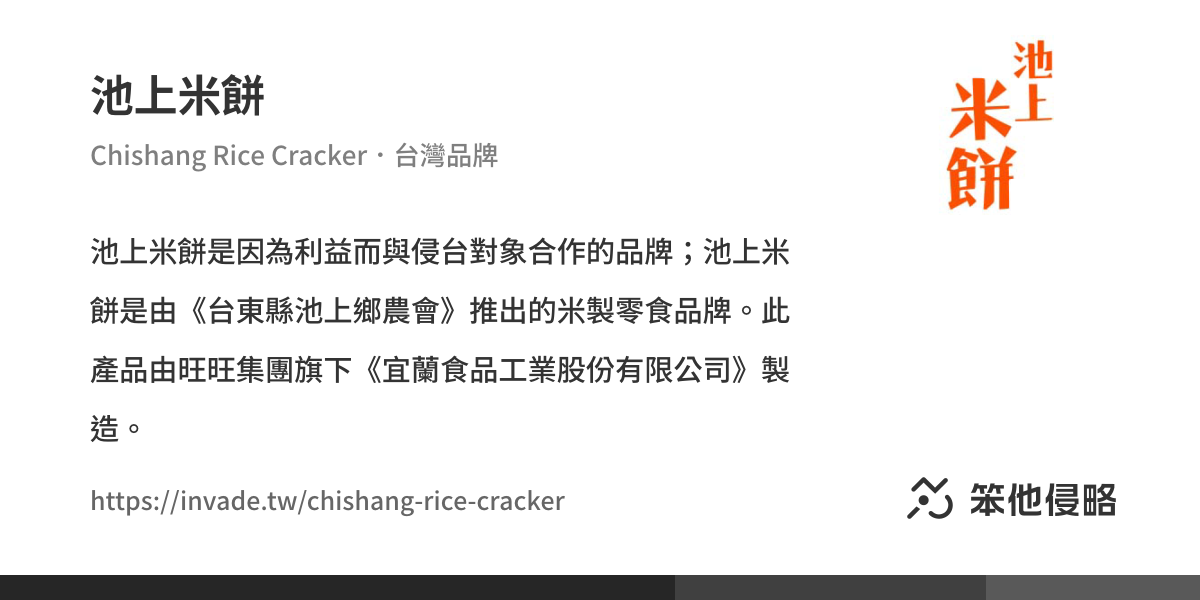 池上米餅
Chishang Rice Cracker・台灣品牌
池上米餅是因為利益而與侵台對象合作的品牌；池上米
餅是由《台東縣池上鄉農會》推出的米製零食品牌。此
產品由旺旺集團旗下《宜蘭食品工業股份有限公司》製
造。
https://invade.tw/chishang-rice-cracker
池上
米餅
笨他侵略